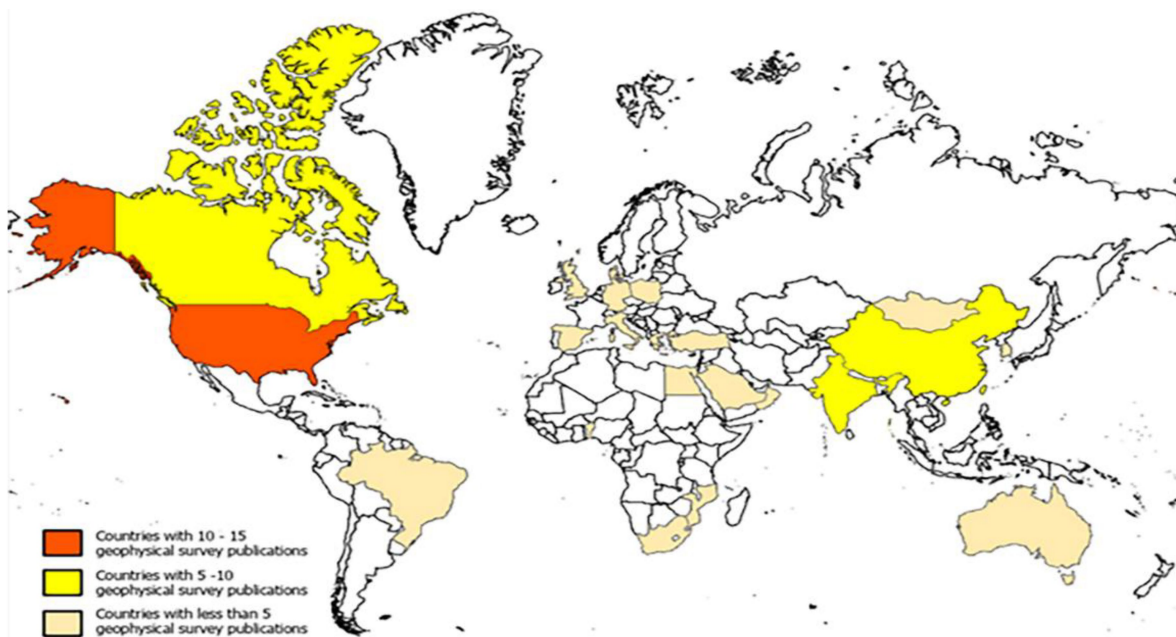 Countries with 10 - 15
geophysical survey publications
Countries with 5 -10
geophysical survey publications
Countries with less than 5
geophysical survey publications